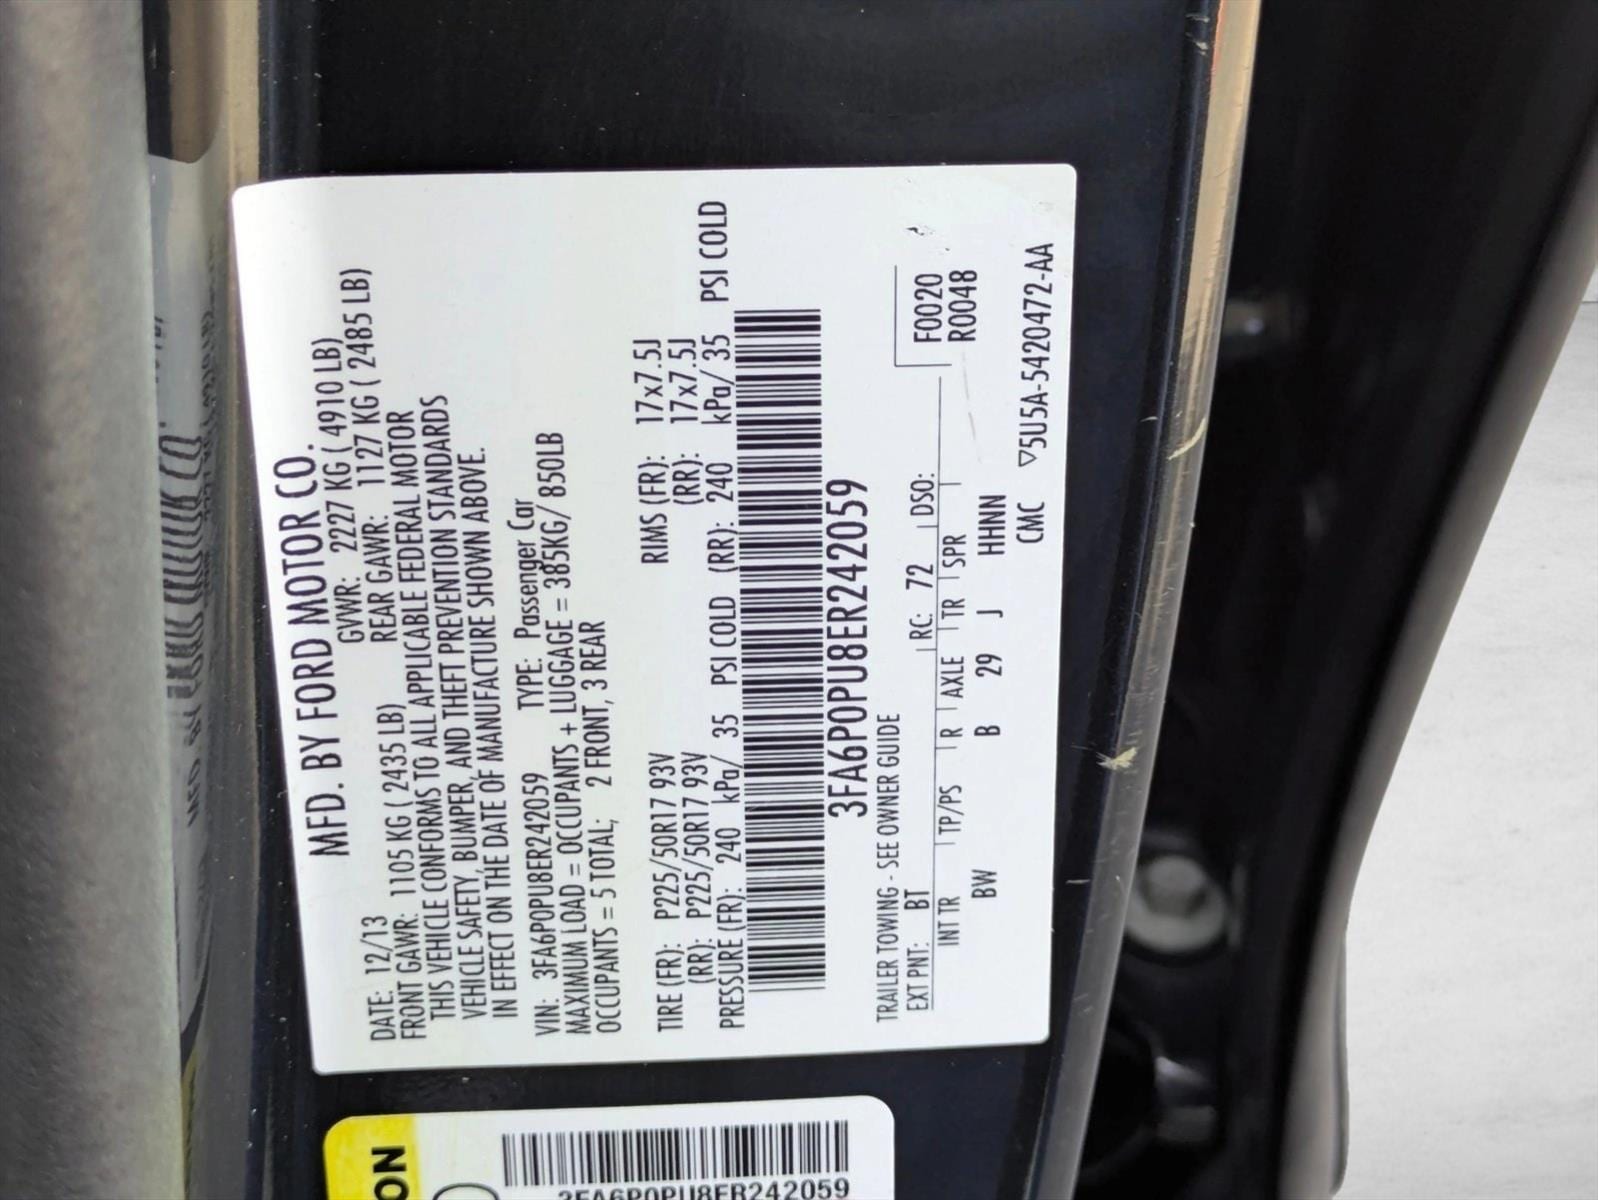 MFD. BY FORD MOTOR CO.
DATE: 12/13 GVWR: 2227 KG ( 4910 LB)
FRONT GAWR: 1105 KG ( 2435 LB) REAR GAWR: 1127 KG ( 2485 LB)
THIS VEHICLE CONFORMS TO ALL APPLICABLE FEDERAL MOTOR
VEHICLE SAFETY, BUMPER, AND THEFT PREVENTION STANDARDS
IN EFFECT ON THE DATE OF MANUFACTURE SHOWN ABOVE.
VIN: 3FA6P0PU8ER242059 TYPE: Passenger Car
MAXIMUM LOAD = OCCUPANTS + LUGGAGE = 385KG/ 850LB
OCCUPANTS = 5 TOTAL; 2 FRONT, 3 REAR
TIRE (FR): P225/50R17 93V RIMS (FR): 17x7.5J
(RR): P225/50R17 93V (RR): 17x7.5J
PRESSURE (FR): 240 kPa/ 35 PSI COLD (RR): 240 kPa/ 35 PSI COLD
3FA6P0PU8ER242059
TRAILER TOWING - SEE OWNER GUIDE
EXT PNT: BT RC: 72 DSO: F0020
INT TR TP/PS R AXLE TR SPR R0048
BW B 29 J HHNN
CMC ▽5U5A-5420472-AA
ON
3FA6P0PU8ER242059